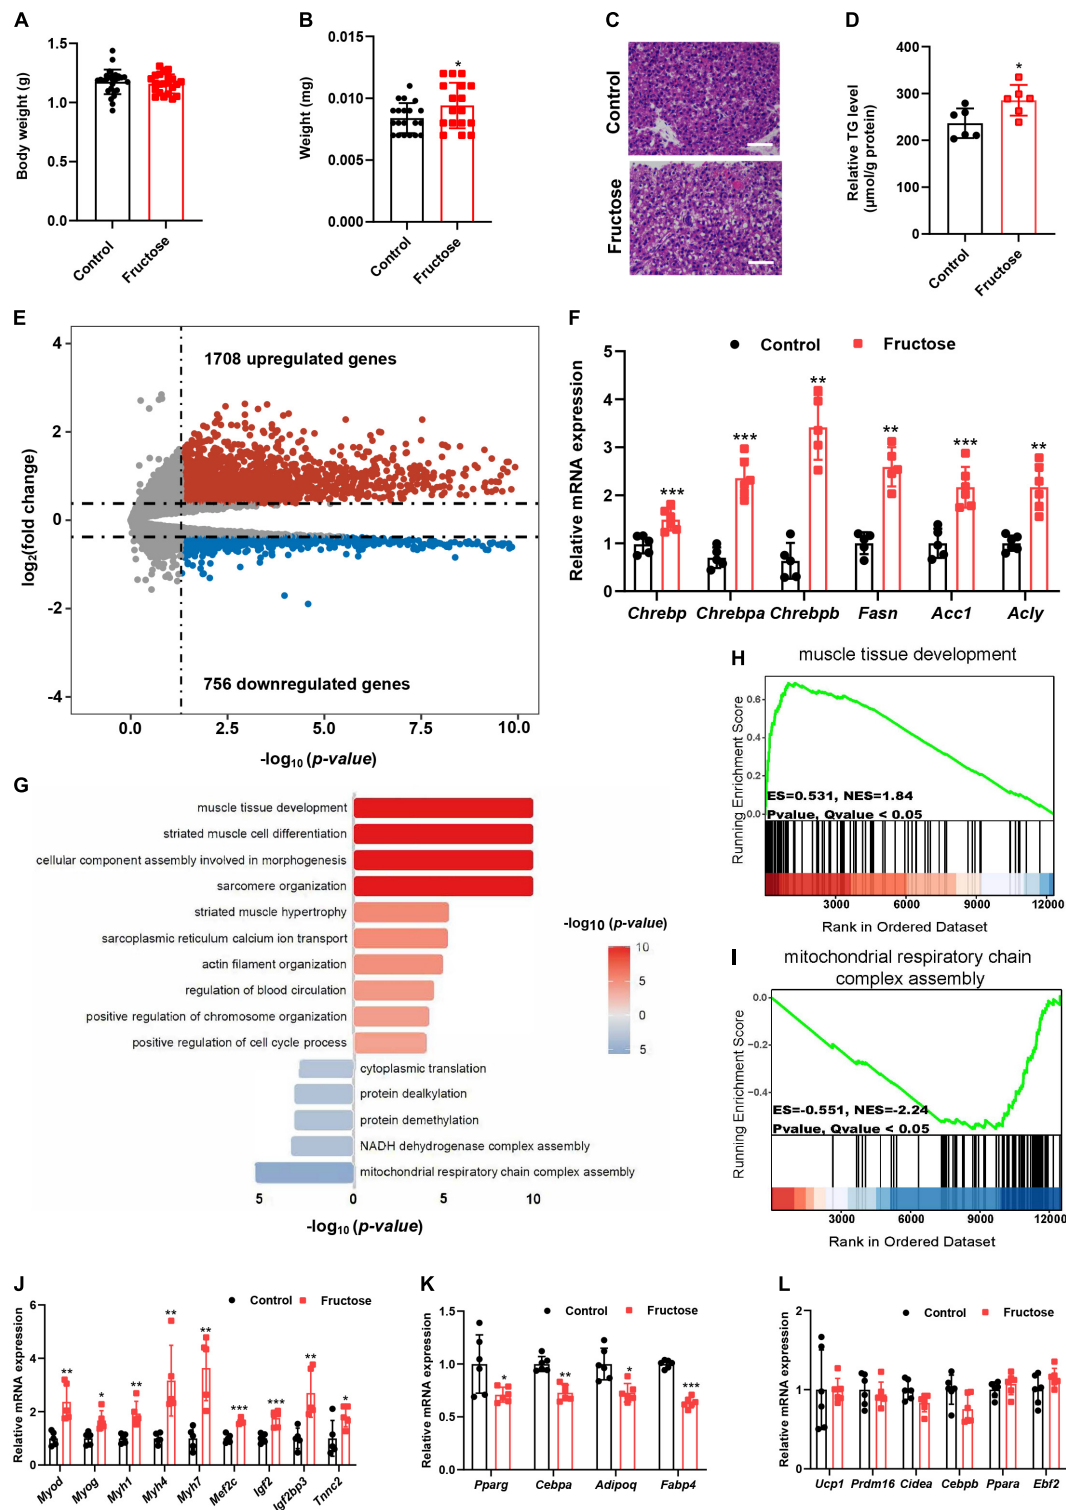 A
Body weight (g)
1.5
1.0
0.5
0.0
Control
Fructose
B
Weight (mg)
0.015
0.010
0.005
0.000
*
Control
Fructose
C
Control
Fructose
D
Relative TG level
(μmol/g protein)
400
300
200
100
0
*
Control
Fructose
E
log2(fold change)
4
2
0
-2
-4
1708 upregulated genes
756 downregulated genes
0.0
2.5
5.0
7.5
10.0
-log10 (p-value)
F
Control
Fructose
Relative mRNA expression
5
4
3
2
1
0
***
***
**
**
***
**
Chrebp
Chrebpa
Chrebpb
Fasn
Acc1
Acly
G
muscle tissue development
striated muscle cell differentiation
cellular component assembly involved in morphogenesis
sarcomere organization
striated muscle hypertrophy
sarcoplasmic reticulum calcium ion transport
actin filament organization
regulation of blood circulation
positive regulation of chromosome organization
positive regulation of cell cycle process
cytoplasmic translation
protein dealkylation
protein demethylation
NADH dehydrogenase complex assembly
mitochondrial respiratory chain complex assembly
5
0
5
10
-log10 (p-value)
-log10 (p-value)
10
5
0
5
H
muscle tissue development
Running Enrichment Score
0.6
0.4
0.2
0.0
ES=0.531, NES=1.84
Pvalue, Qvalue < 0.05
3000
6000
9000
12000
Rank in Ordered Dataset
I
mitochondrial respiratory chain
complex assembly
Running Enrichment Score
0.0
−0.2
−0.4
ES=-0.551, NES=-2.24
Pvalue, Qvalue < 0.05
3000
6000
9000
12000
Rank in Ordered Dataset
J
Control
Fructose
Relative mRNA expression
6
4
2
0
**
*
**
**
**
***
***
**
*
Myod
Myog
Myh1
Myh4
Myh7
Mef2c
Igf2
Igf2bp3
Tnnc2
K
Control
Fructose
Relative mRNA expression
1.5
1.0
0.5
0.0
*
**
*
***
Pparg
Cebpa
Adipoq
Fabp4
L
Control
Fructose
Relative mRNA expression
2
1
0
Ucp1
Prdm16
Cidea
Cebpb
Ppara
Ebf2